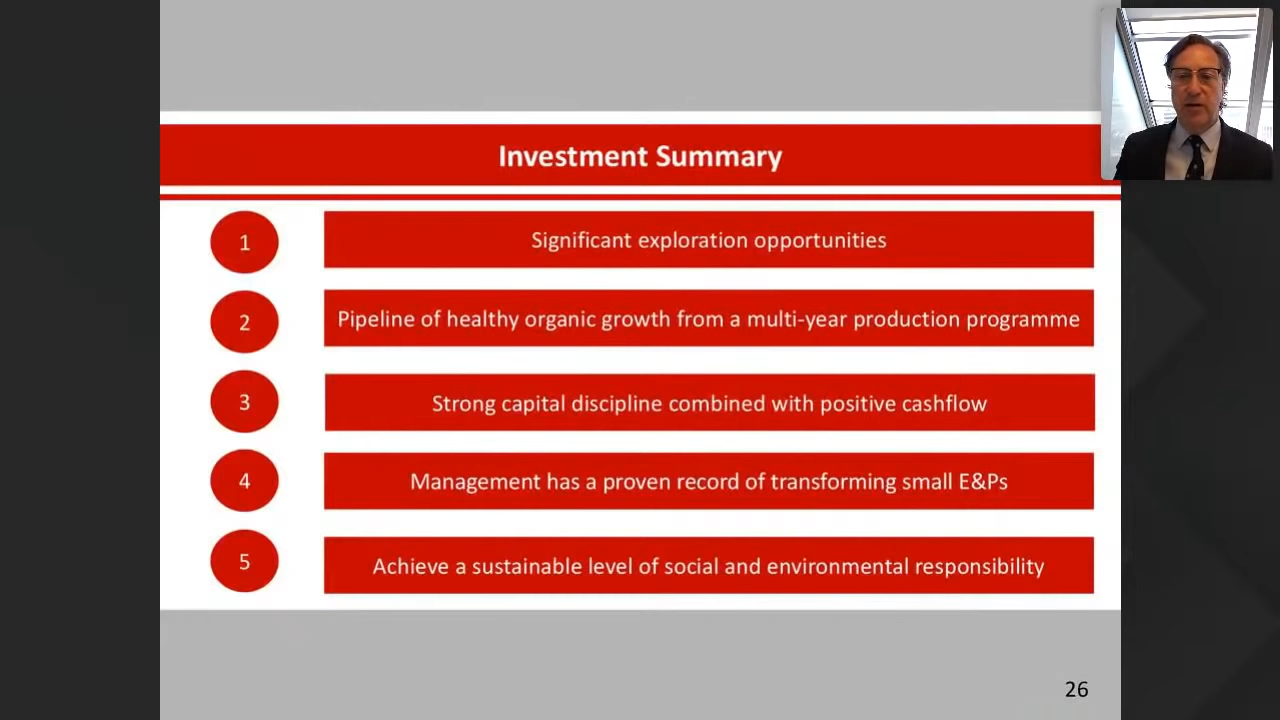 Investment Summary
1
Significant exploration opportunities
2
Pipeline of healthy organic growth from a multi-year production programme
3
Strong capital discipline combined with positive cashflow
4
Management has a proven record of transforming small E&Ps
5
Achieve a sustainable level of social and environmental responsibility
26